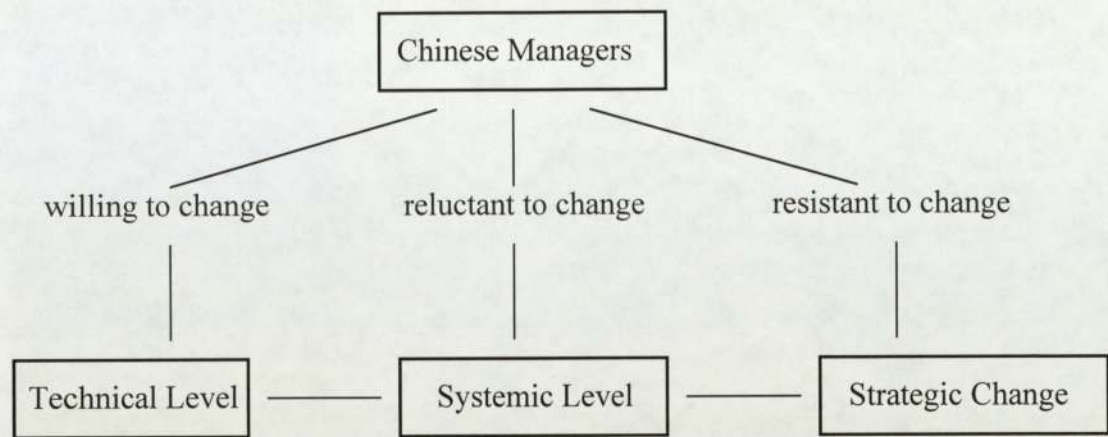 Chinese Managers
willing to change
reluctant to change
resistant to change
Technical Level
Systemic Level
Strategic Change